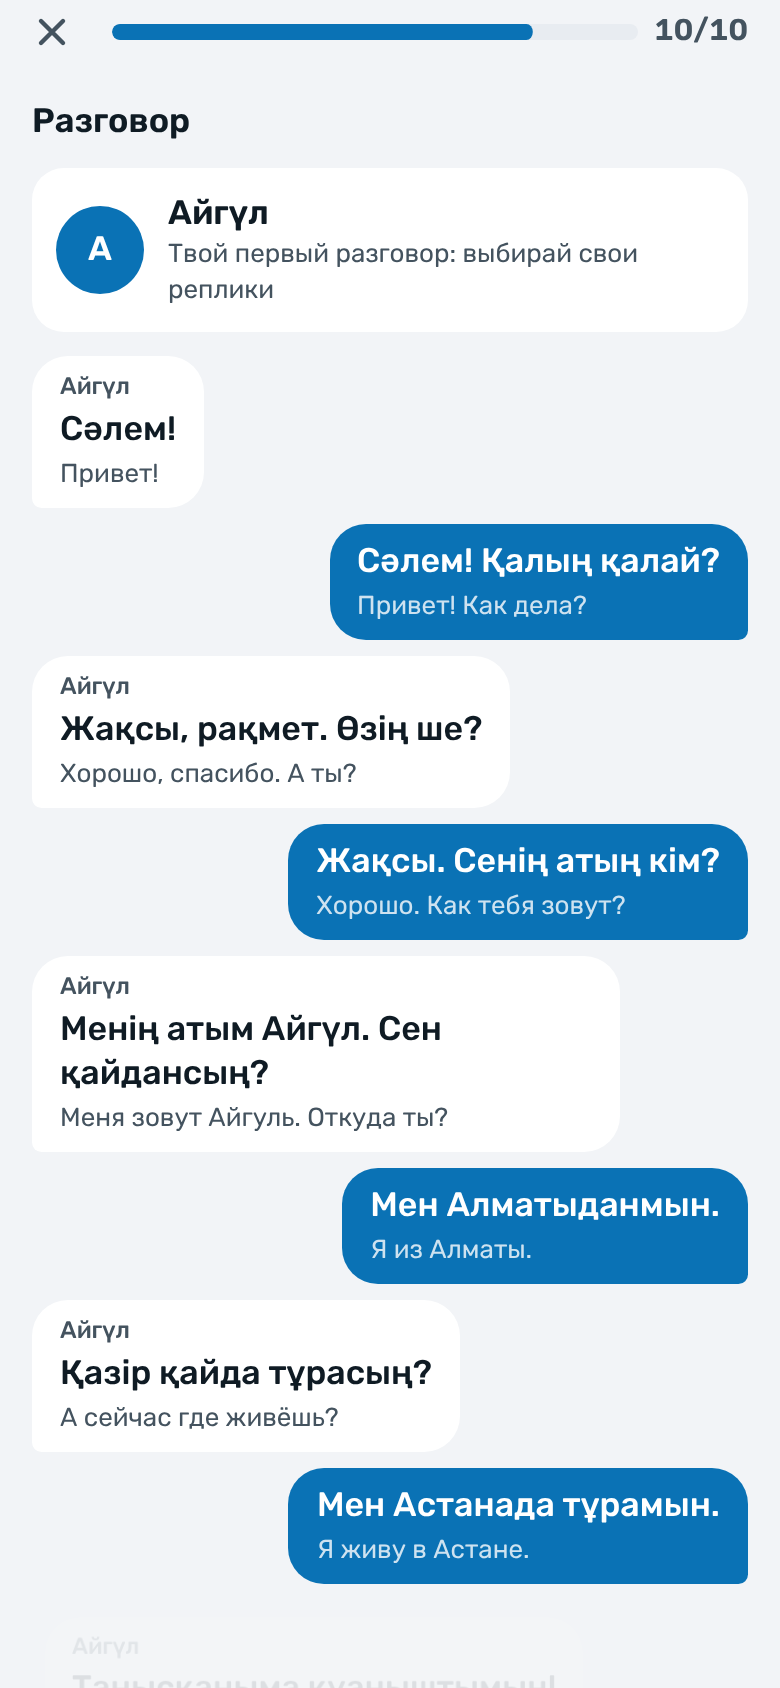 10/10
Разговор
А
Айгүл
Твой первый разговор: выбирай свои
реплики
Айгүл
Сәлем!
Привет!
Сәлем! Қалың қалай?
Привет! Как дела?
Айгүл
Жақсы, рақмет. Өзің ше?
Хорошо, спасибо. А ты?
Жақсы. Сенің атың кім?
Хорошо. Как тебя зовут?
Айгүл
Менің атым Айгүл. Сен
қайдансың?
Меня зовут Айгуль. Откуда ты?
Мен Алматыданмын.
Я из Алматы.
Айгүл
Қазір қайда тұрасың?
А сейчас где живёшь?
Мен Астанада тұрамын.
Я живу в Астане.
Айгүл
Танысқаныма қуаныштымын!